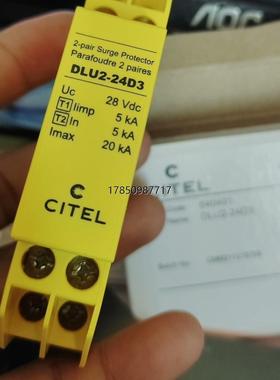 AOC
2-pair Surge Protector
Parafoudre 2 paires
DLU2-24D3
Uc 28 Vdc
T1 Iimp 5 kA
T2 In 5 kA
Imax 20 kA
C
CITEL
17850987717
CITEL
DLU2-24D3